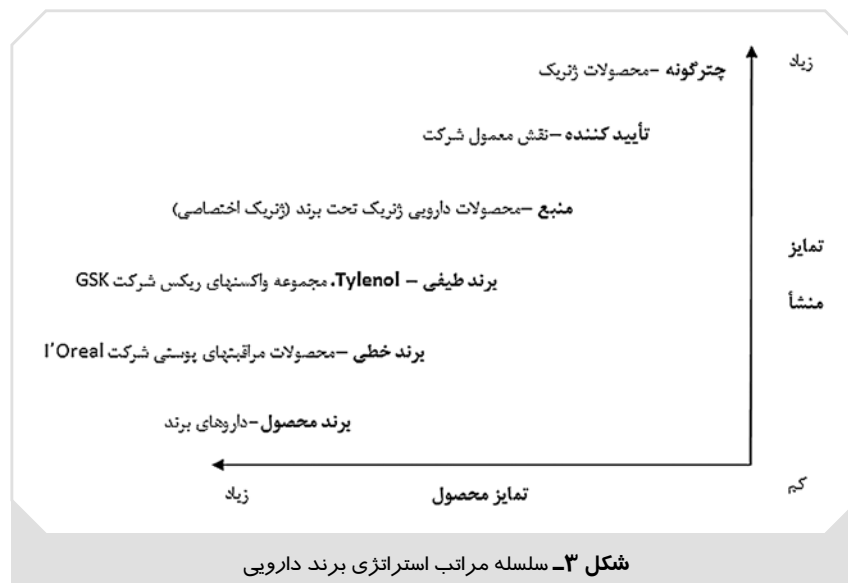 زیاد
چترگونه –محصولات ژنریک
تأیید کننده –نقش معمول شرکت
منبع –محصولات دارویی ژنریک تحت برند (ژنریک اختصاصی)
تمایز
برند طیفی – Tylenol، مجموعه واکسنهای ریکس شرکت GSK
منشأ
برند خطی –محصولات مراقبتهای پوستی شرکت l'Oreal
برند محصول–داروهای برند
کم
تمایز محصول
زیاد
شکل ۳ـ سلسله مراتب استراتژی برند دارویی